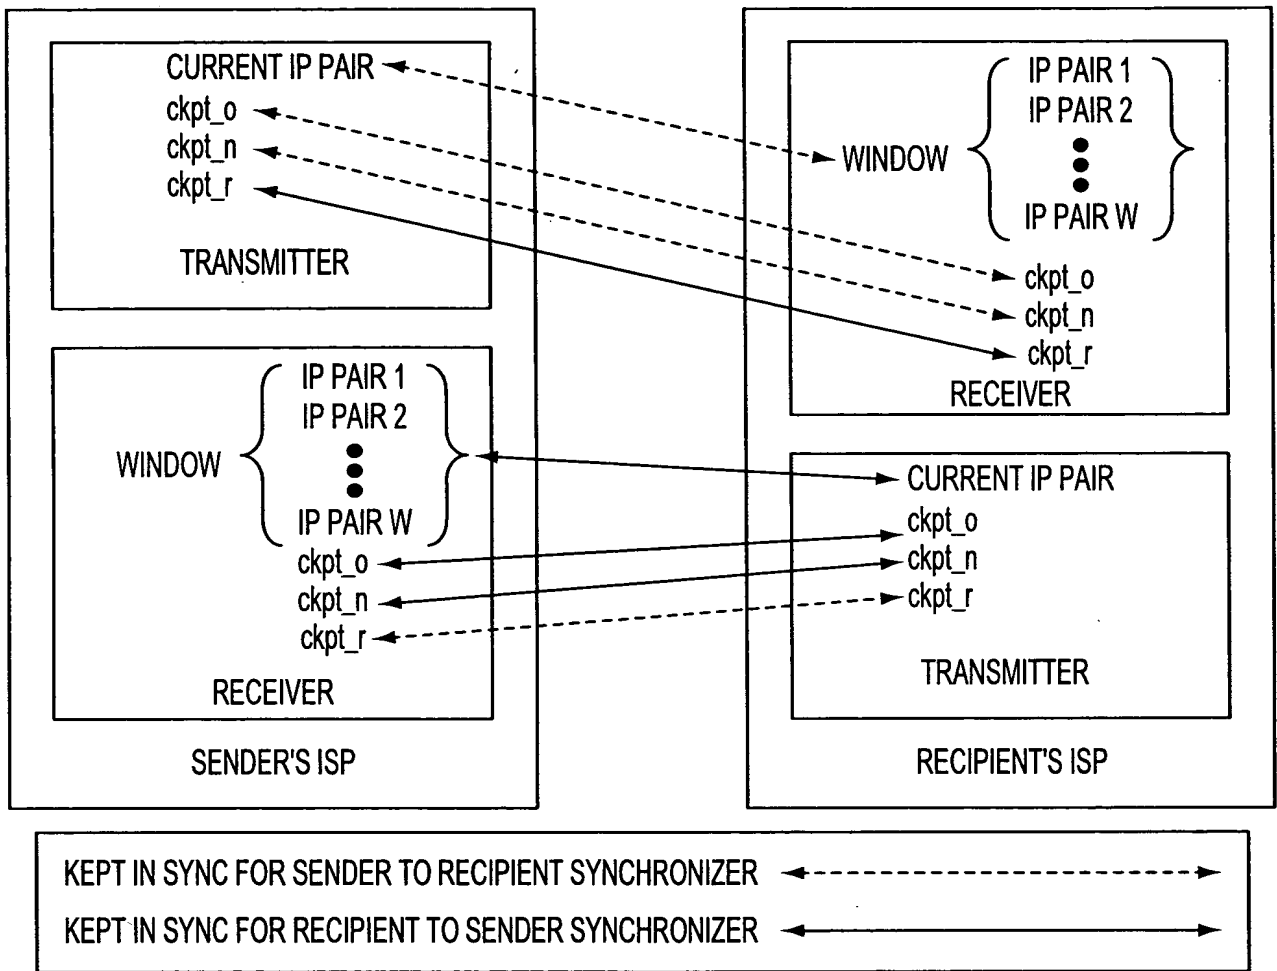 CURRENT IP PAIR
ckpt_o
ckpt_n
ckpt_r
TRANSMITTER
IP PAIR 1
IP PAIR 2
WINDOW
IP PAIR W
ckpt_o
ckpt_n
ckpt_r
RECEIVER
SENDER'S ISP
IP PAIR 1
IP PAIR 2
WINDOW
IP PAIR W
ckpt_o
ckpt_n
ckpt_r
RECEIVER
CURRENT IP PAIR
ckpt_o
ckpt_n
ckpt_r
TRANSMITTER
RECIPIENT'S ISP
KEPT IN SYNC FOR SENDER TO RECIPIENT SYNCHRONIZER
KEPT IN SYNC FOR RECIPIENT TO SENDER SYNCHRONIZER